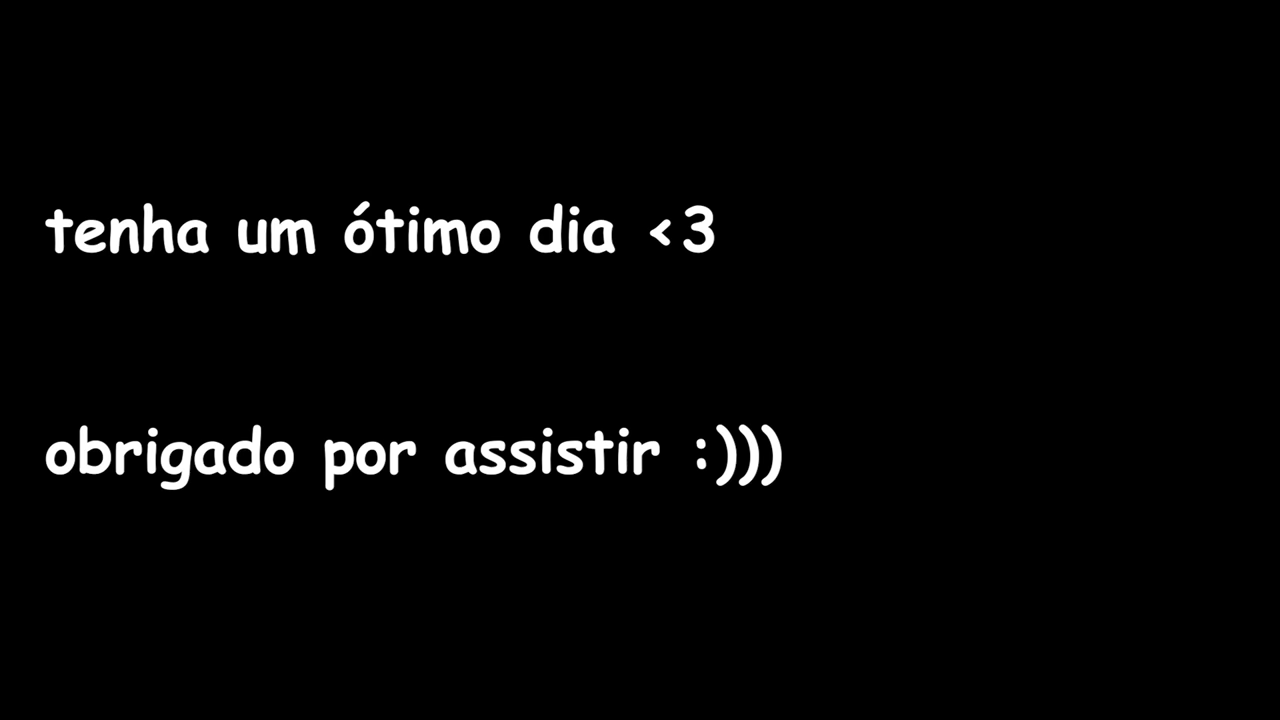 tenha um ótimo dia <3
obrigado por assistir :)))